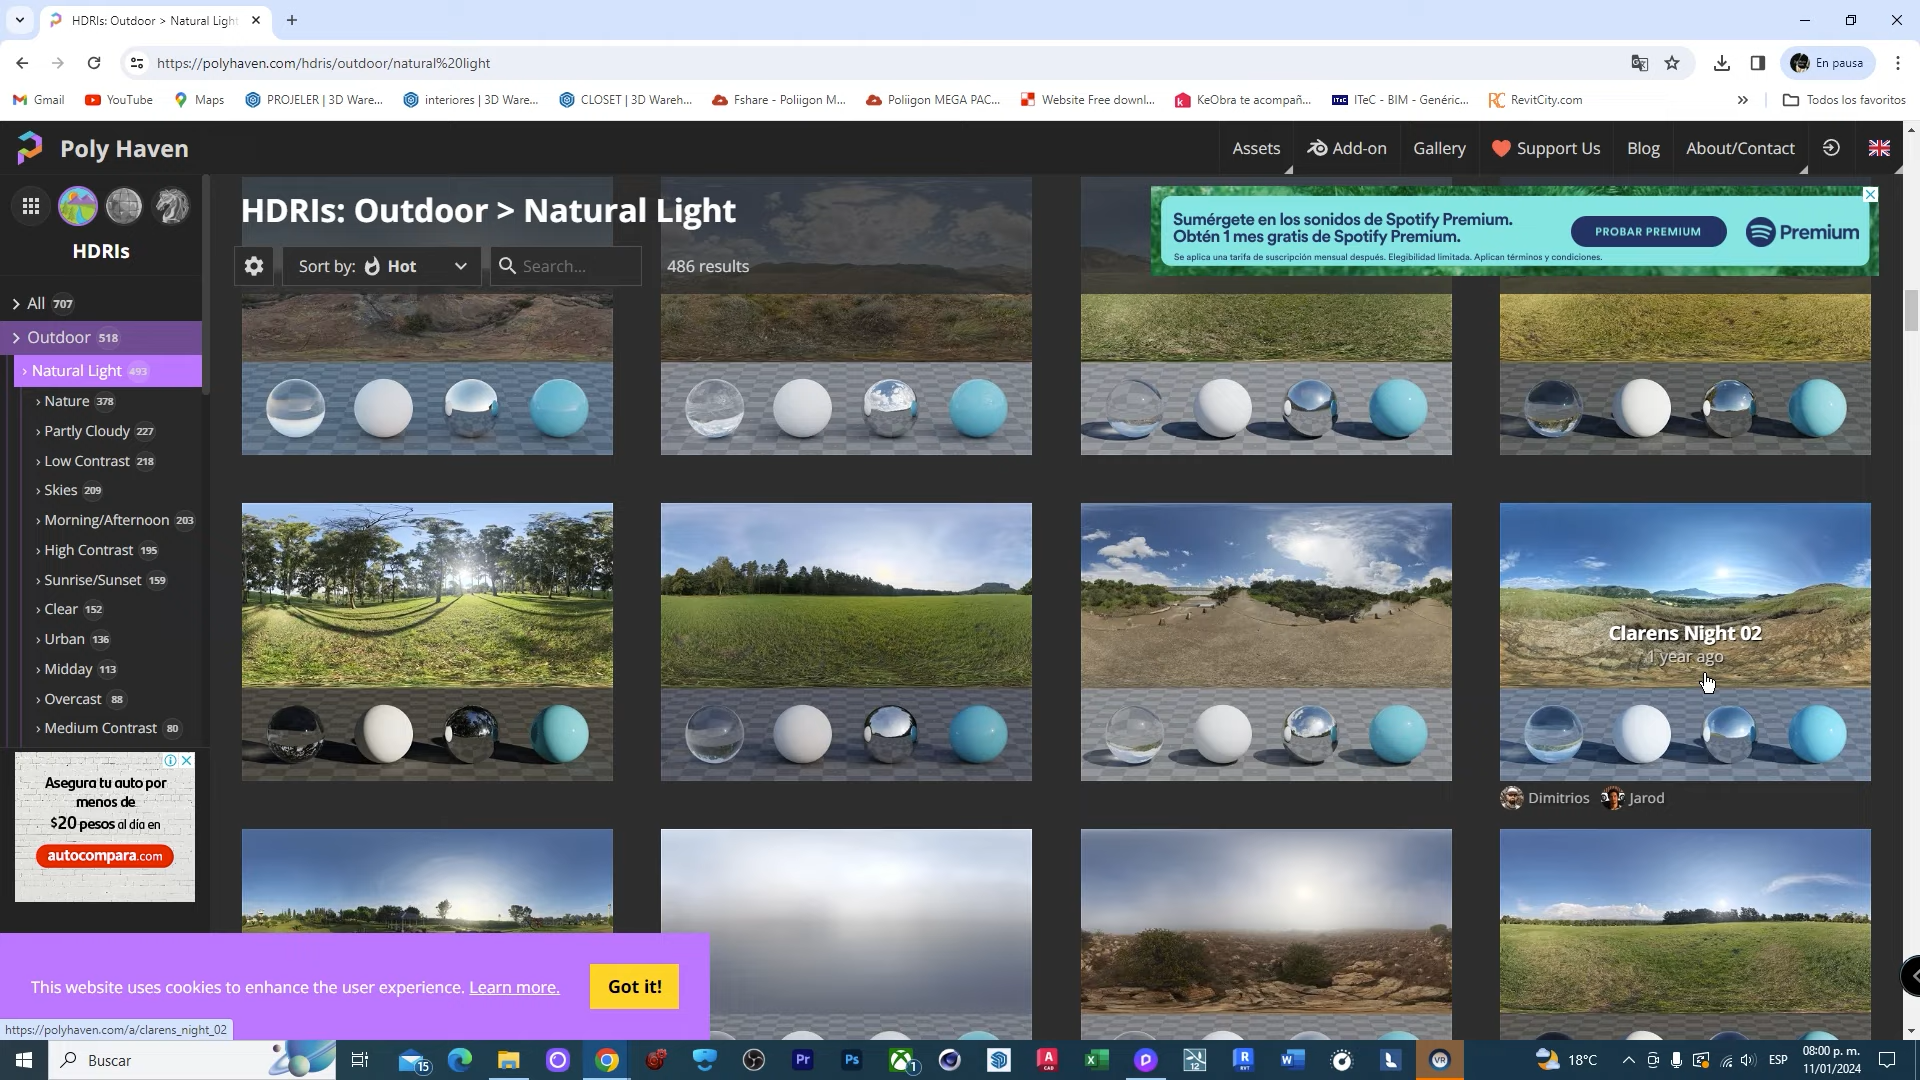 HDRIs: Outdoor > Natural Light
https://polyhaven.com/hdris/outdoor/natural%20light
En pausa
Gmail
YouTube
Maps
PROJELER | 3D Ware...
interiores | 3D Ware...
CLOSET | 3D Wareh...
Fshare - Poliigon M...
Poliigon MEGA PAC...
Website Free downl...
KeObra te acompañ...
ITeC - BIM - Genéric...
RevitCity.com
»
Todos los favoritos
Poly Haven
Assets
Add-on
Gallery
Support Us
Blog
About/Contact
HDRIs
HDRIs: Outdoor > Natural Light
Sort by: Hot
Search...
486 results
Sumérgete en los sonidos de Spotify Premium.
Obtén 1 mes gratis de Spotify Premium.
Se aplica una tarifa de suscripción mensual después. Elegibilidad limitada. Aplican términos y condiciones.
PROBAR PREMIUM
Premium
All 707
Outdoor 518
Natural Light 493
Nature 378
Partly Cloudy 227
Low Contrast 218
Skies 209
Morning/Afternoon 203
High Contrast 195
Sunrise/Sunset 159
Clear 152
Urban 136
Midday 113
Overcast 88
Medium Contrast 80
Clarens Night 02
1 year ago
Dimitrios
Jarod
Asegura tu auto por
menos de
$20 pesos al día en
autocompara.com
This website uses cookies to enhance the user experience. Learn more.
Got it!
https://polyhaven.com/a/clarens_night_02
Buscar
15
Pr
Ps
1
12
W
VR
18°C
ESP
08:00 p. m.
11/01/2024